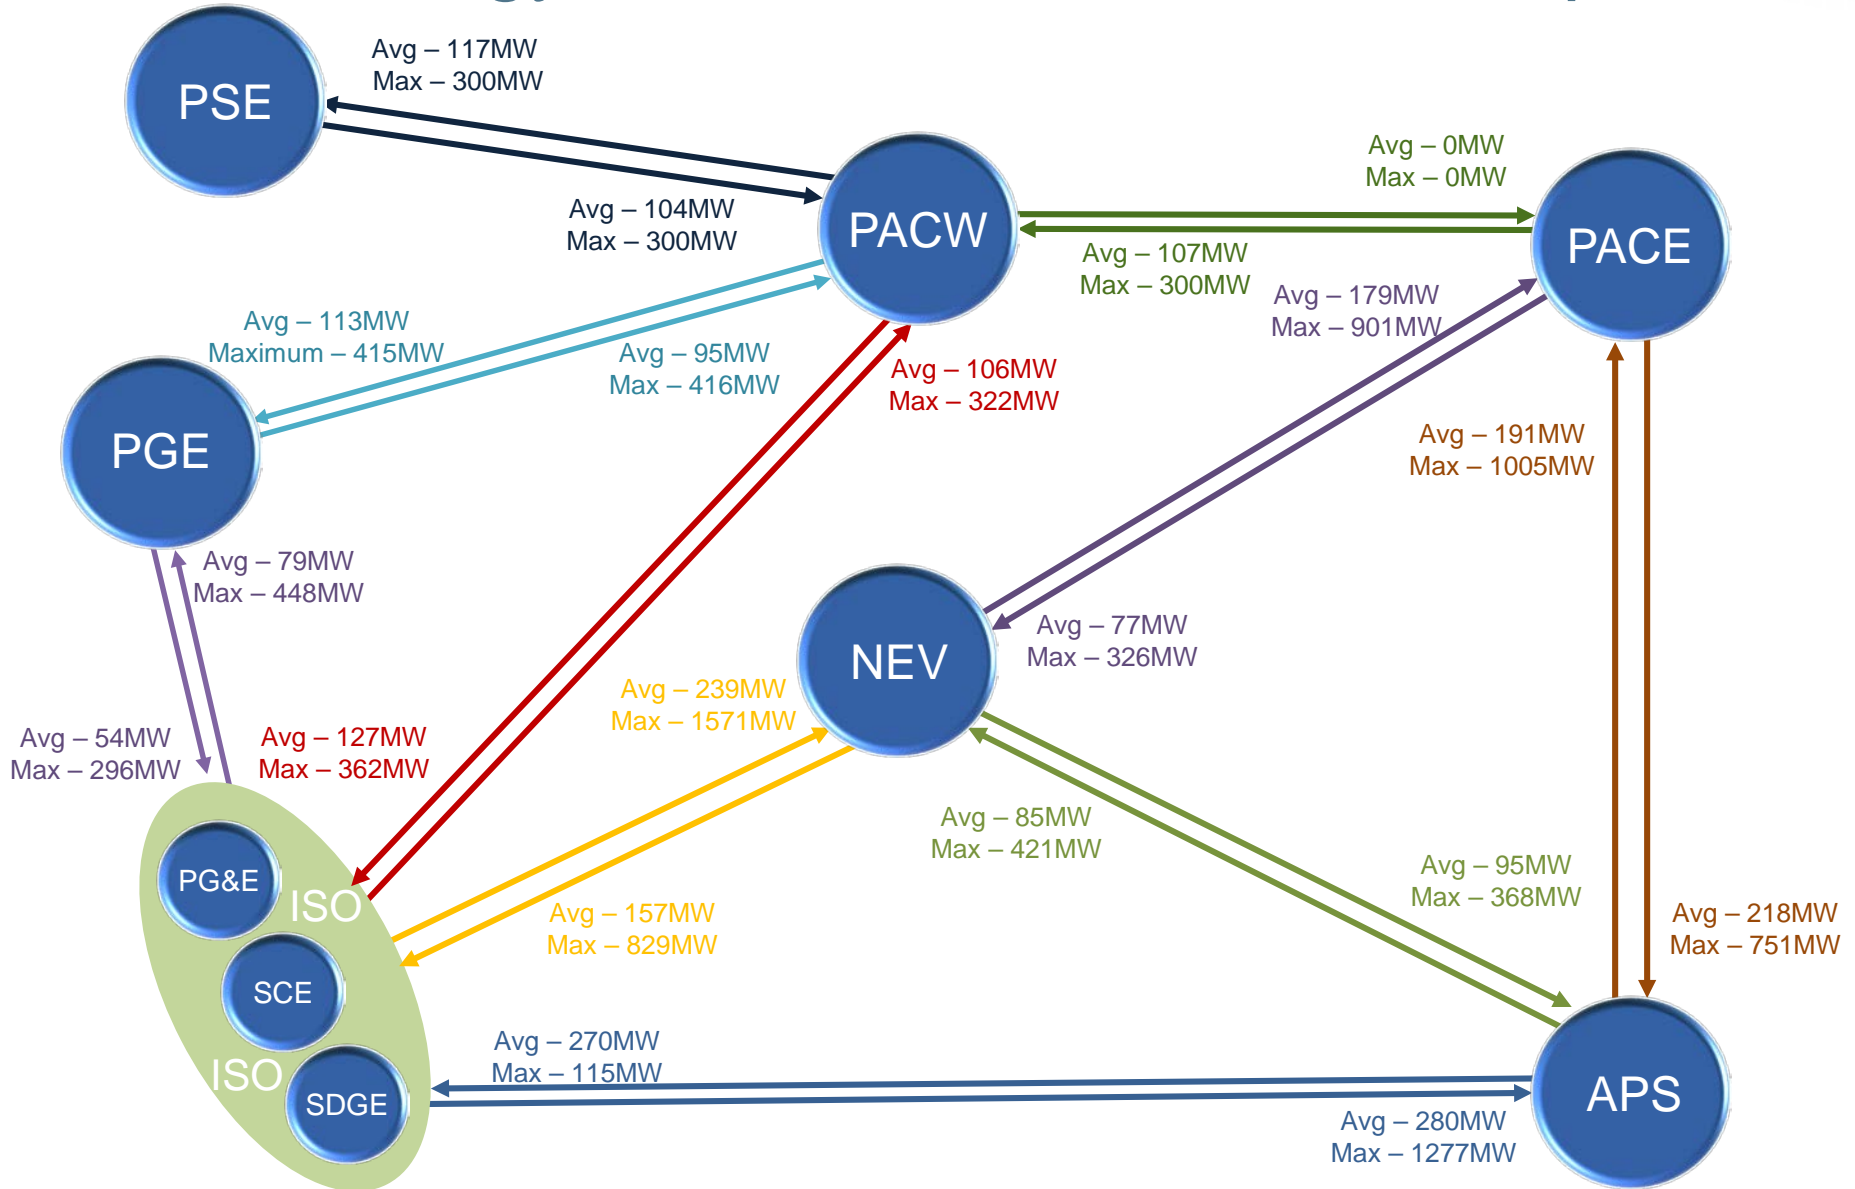 Avg – 117MW
Max – 300MW
PSE
Avg – 0MW
Max – 0MW
Avg – 104MW
Max – 300MW
PACW
PACE
Avg – 107MW
Max – 300MW
Avg – 179MW
Max – 901MW
Avg – 113MW
Maximum – 415MW
Avg – 95MW
Max – 416MW
Avg – 106MW
Max – 322MW
PGE
Avg – 191MW
Max – 1005MW
Avg – 79MW
Max – 448MW
NEV
Avg – 77MW
Max – 326MW
Avg – 239MW
Max – 1571MW
Avg – 54MW
Max – 296MW
Avg – 127MW
Max – 362MW
Avg – 85MW
Max – 421MW
Avg – 95MW
Max – 368MW
PG&E
ISO
Avg – 157MW
Max – 829MW
Avg – 218MW
Max – 751MW
SCE
Avg – 270MW
Max – 115MW
ISO
SDGE
APS
Avg – 280MW
Max – 1277MW